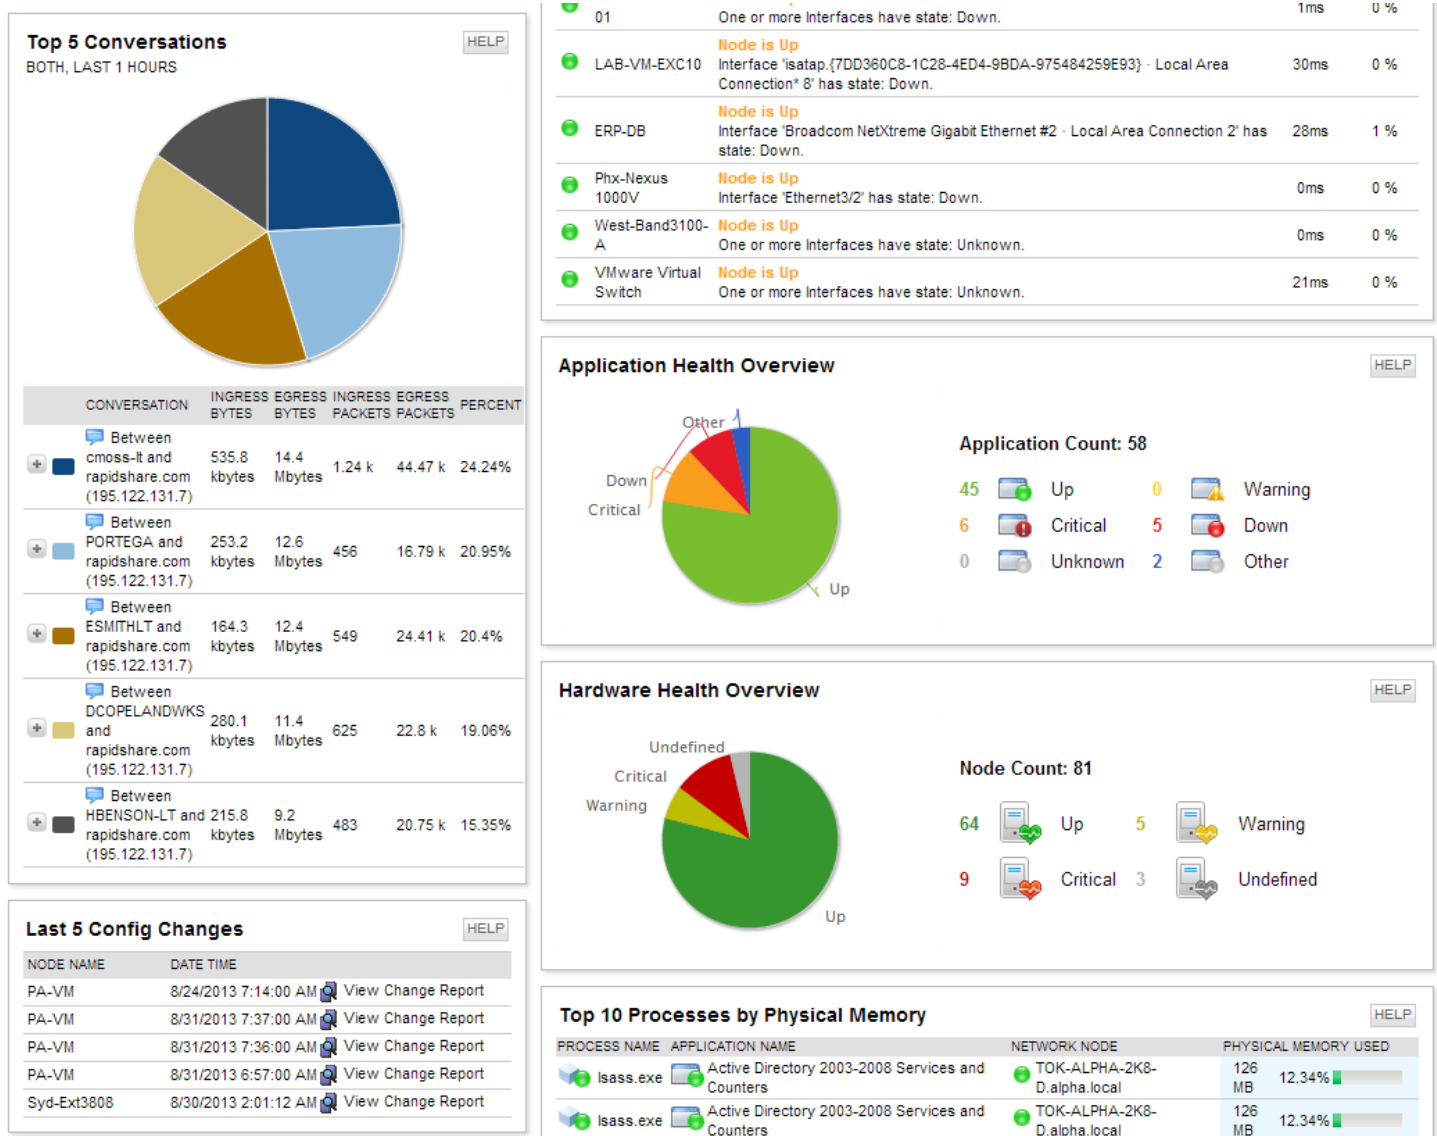 Top 5 Conversations
HELP
BOTH, LAST 1 HOURS
CONVERSATION INGRESS BYTES EGRESS BYTES INGRESS PACKETS EGRESS PACKETS PERCENT
Between cmoss-lt and rapidshare.com (195.122.131.7) 535.8 kbytes 14.4 Mbytes 1.24 k 44.47 k 24.24%
Between PORTEGA and rapidshare.com (195.122.131.7) 253.2 kbytes 12.6 Mbytes 456 16.79 k 20.95%
Between ESMITHLT and rapidshare.com (195.122.131.7) 164.3 kbytes 12.4 Mbytes 549 24.41 k 20.4%
Between DCOPELANDWKS and rapidshare.com (195.122.131.7) 280.1 kbytes 11.4 Mbytes 625 22.8 k 19.06%
Between HBENSON-LT and rapidshare.com (195.122.131.7) 215.8 kbytes 9.2 Mbytes 483 20.75 k 15.35%
Last 5 Config Changes
HELP
NODE NAME DATE TIME
PA-VM 8/24/2013 7:14:00 AM View Change Report
PA-VM 8/31/2013 7:37:00 AM View Change Report
PA-VM 8/31/2013 7:36:00 AM View Change Report
PA-VM 8/31/2013 6:57:00 AM View Change Report
Syd-Ext3808 8/30/2013 2:01:12 AM View Change Report
01 One or more Interfaces have state: Down. 1ms 0 %
Node is Up
LAB-VM-EXC10 Interface 'isatap.{7DD360C8-1C28-4ED4-9BDA-975484259E93} · Local Area 30ms 0 %
Connection* 8' has state: Down.
Node is Up
ERP-DB Interface 'Broadcom NetXtreme Gigabit Ethernet #2 · Local Area Connection 2' has 28ms 1 %
state: Down.
Phx-Nexus Node is Up
1000V Interface 'Ethernet3/2' has state: Down. 0ms 0 %
West-Band3100- Node is Up
A One or more Interfaces have state: Unknown. 0ms 0 %
VMware Virtual Node is Up
Switch One or more Interfaces have state: Unknown. 21ms 0 %
Application Health Overview
HELP
Other
Down
Critical
Up
Application Count: 58
45 Up 0 Warning
6 Critical 5 Down
0 Unknown 2 Other
Hardware Health Overview
HELP
Undefined
Critical
Warning
Up
Node Count: 81
64 Up 5 Warning
9 Critical 3 Undefined
Top 10 Processes by Physical Memory
HELP
PROCESS NAME APPLICATION NAME NETWORK NODE PHYSICAL MEMORY USED
lsass.exe Active Directory 2003-2008 Services and Counters TOK-ALPHA-2K8-D.alpha.local 126 MB 12.34%
lsass.exe Active Directory 2003-2008 Services and Counters TOK-ALPHA-2K8-D.alpha.local 126 MB 12.34%